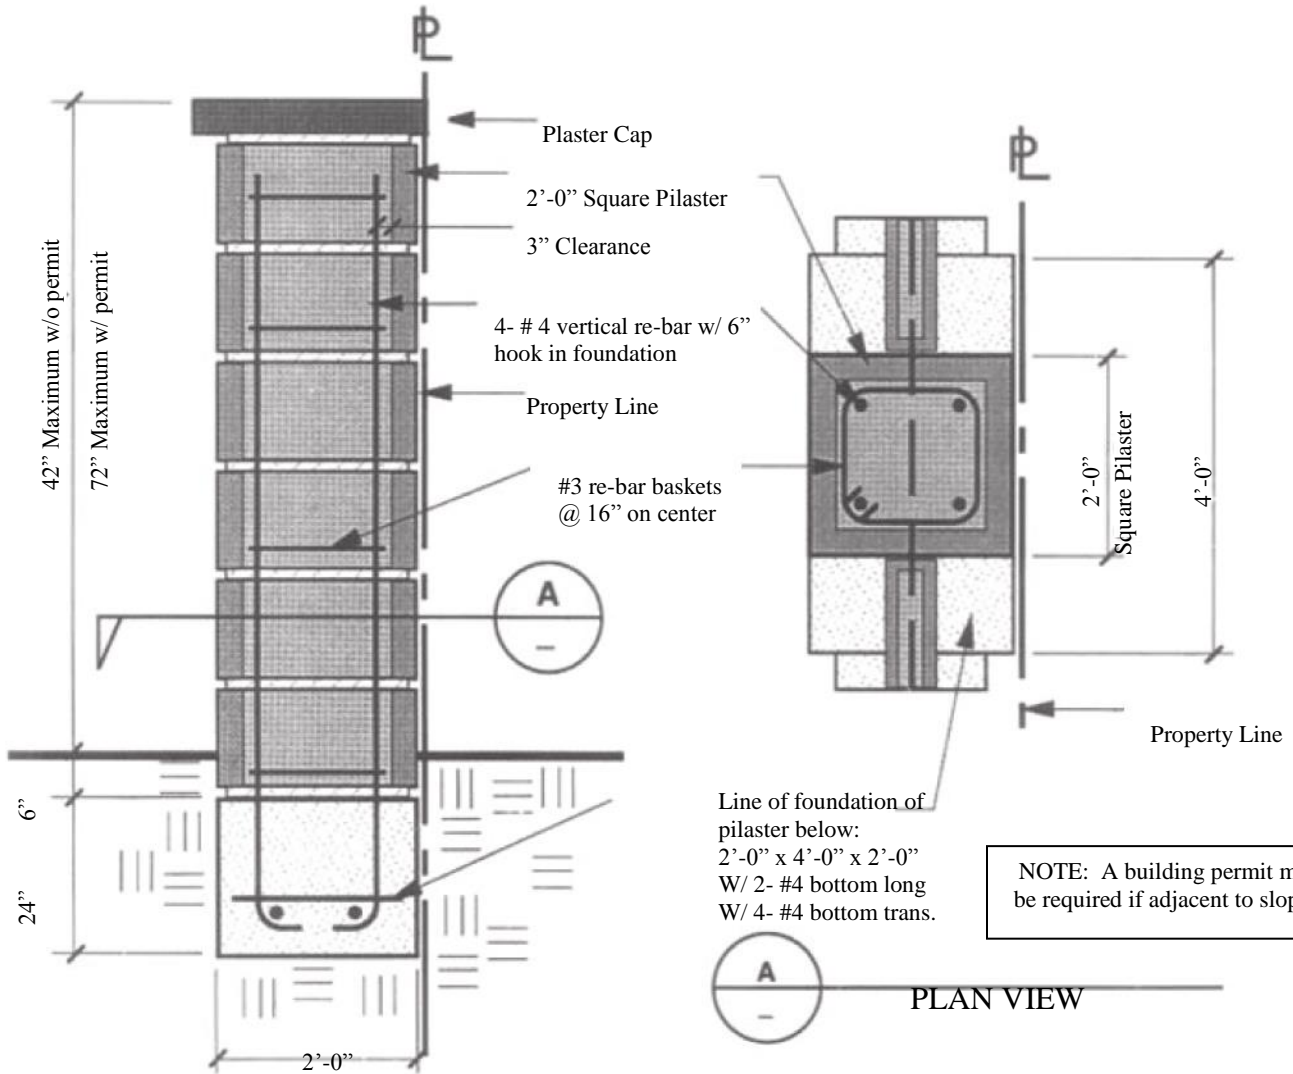 PL
Plaster Cap
2’-0” Square Pilaster
3” Clearance
4- # 4 vertical re-bar w/ 6”
hook in foundation
Property Line
#3 re-bar baskets
@ 16” on center
42” Maximum w/o permit
72” Maximum w/ permit
6”
24”
2’-0”
A
–
PL
2’-0”
Square Pilaster
4’-0”
Property Line
Line of foundation of
pilaster below:
2’-0” x 4’-0” x 2’-0”
W/ 2- #4 bottom long
W/ 4- #4 bottom trans.
NOTE: A building permit m
be required if adjacent to slop
A
–
PLAN VIEW